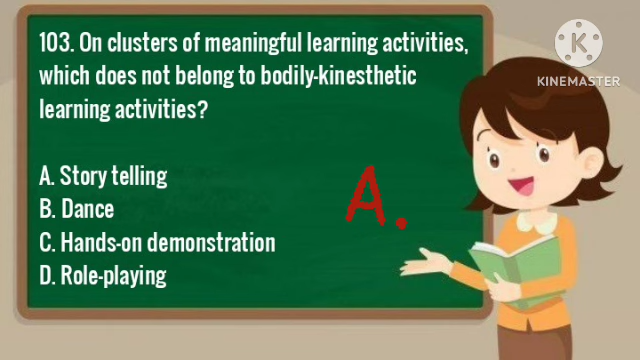 103. On clusters of meaningful learning activities,
which does not belong to bodily-kinesthetic
learning activities?
A. Story telling
B. Dance
C. Hands-on demonstration
D. Role-playing
A.
K
KINEMASTER